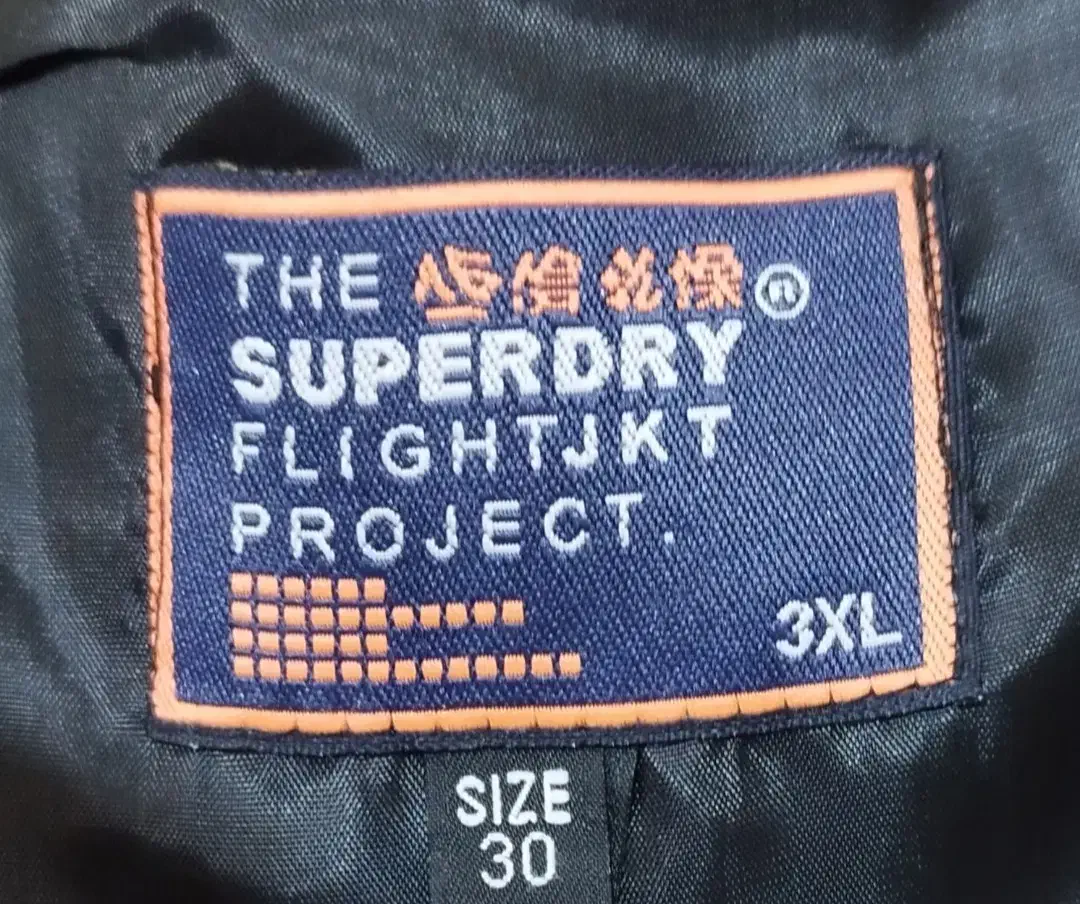 THE ®
SUPERDRY
FLIGHTJKT
PROJECT.
3XL
SIZE
30